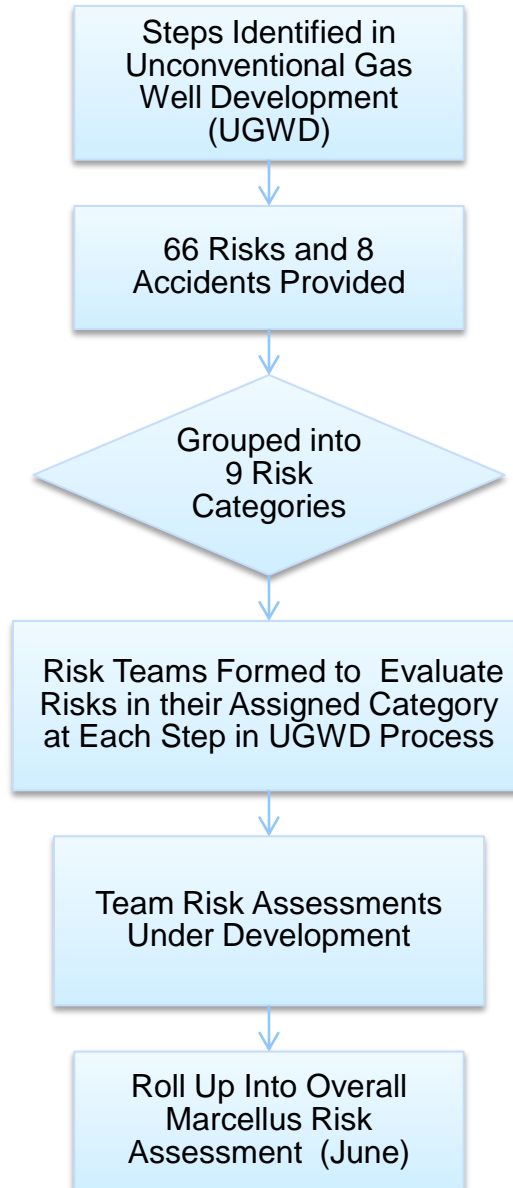 Steps Identified in
Unconventional Gas
Well Development
(UGWD)
66 Risks and 8
Accidents Provided
Grouped into
9 Risk
Categories
Risk Teams Formed to  Evaluate
Risks in their Assigned Category
at Each Step in UGWD Process
Team Risk Assessments
Under Development
Roll Up Into Overall
Marcellus Risk
Assessment  (June)